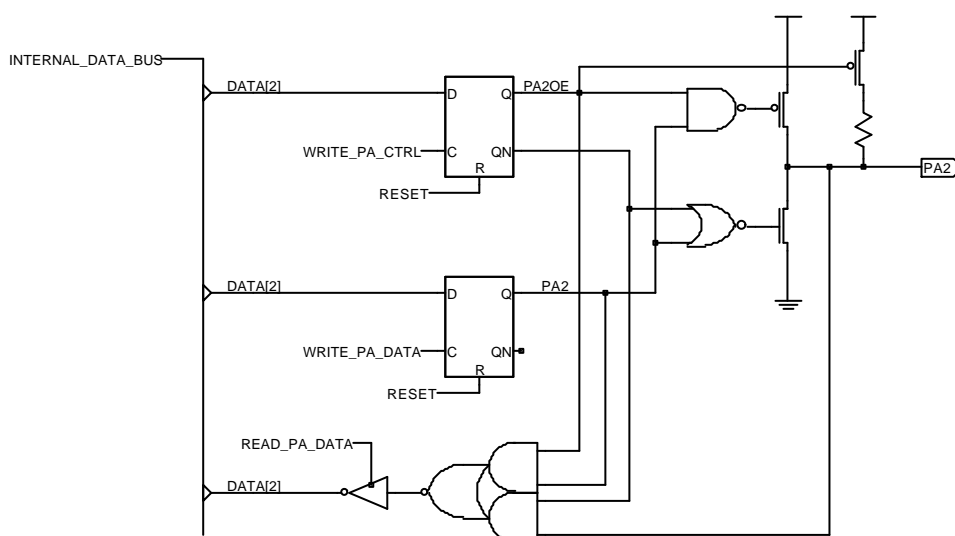 INTERNAL_DATA_BUS
DATA[2]
D
Q
PA2OE
WRITE_PA_CTRL
C
QN
R
RESET
PA2
DATA[2]
D
Q
PA2
WRITE_PA_DATA
C
QN
R
RESET
READ_PA_DATA
DATA[2]